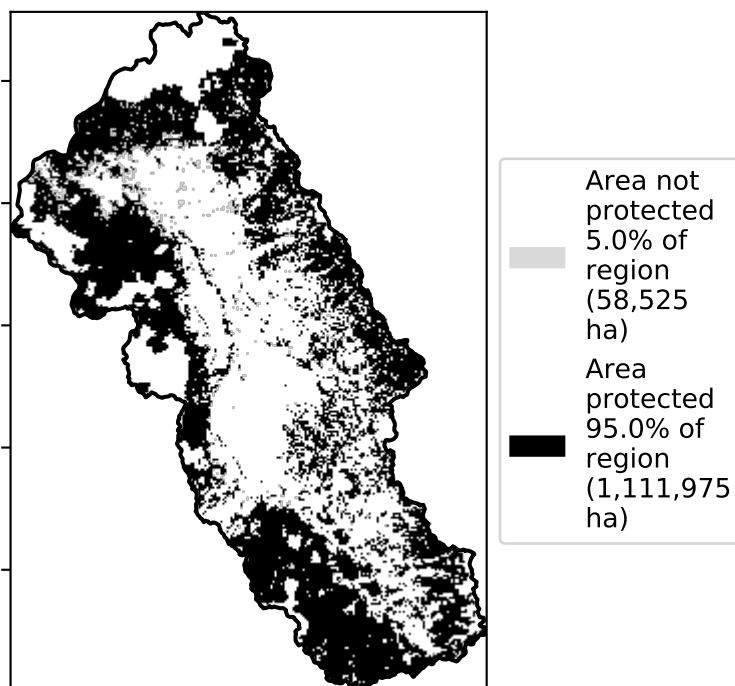 Area not
protected
5.0% of
region
(58,525
ha)
Area
protected
95.0% of
region
(1,111,975
ha)